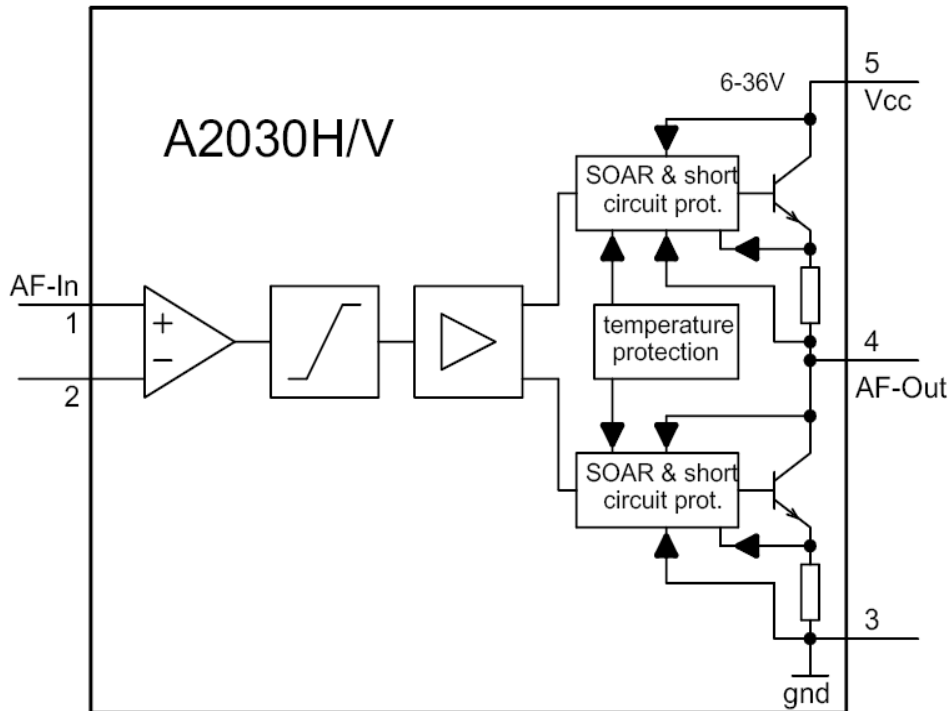 A2030H/V
6-36V
5
Vcc
SOAR & short
circuit prot.
AF-In
1
+
−
2
temperature
protection
4
AF-Out
SOAR & short
circuit prot.
3
gnd